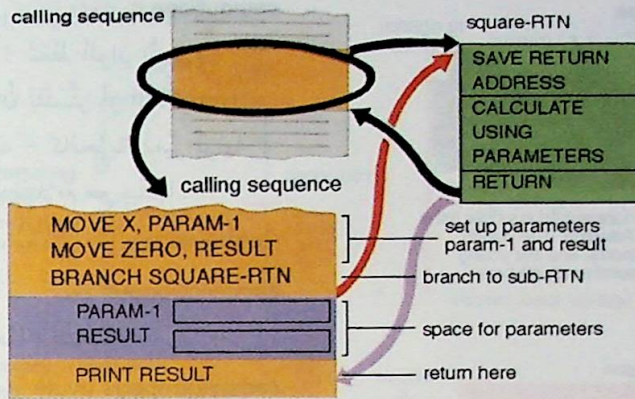 calling sequence
square-RTN
SAVE RETURN
ADDRESS
CALCULATE
USING
PARAMETERS
RETURN
calling sequence
MOVE X, PARAM-1
MOVE ZERO, RESULT
BRANCH SQUARE-RTN
PARAM-1
RESULT
PRINT RESULT
set up parameters
param-1 and result
branch to sub-RTN
space for parameters
return here